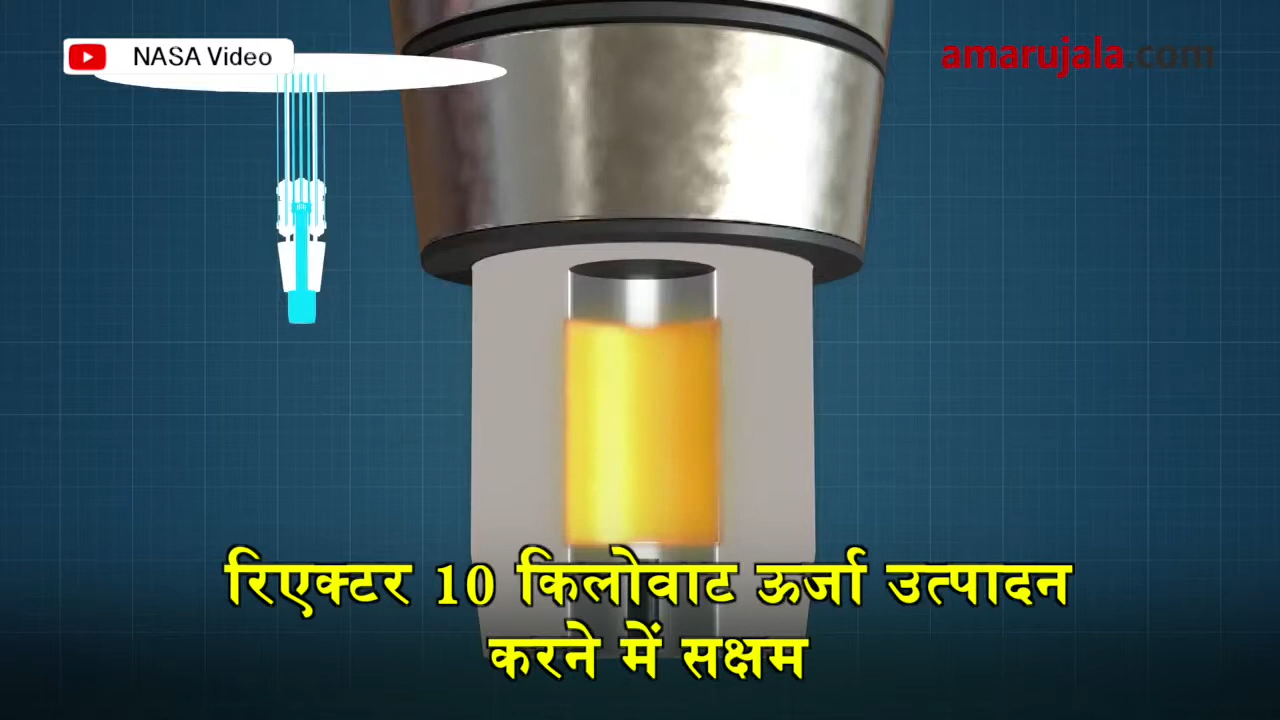 NASA Video
amarujala.com
रिएक्टर 10 किलोवाट ऊर्जा उत्पादन
करने में सक्षम